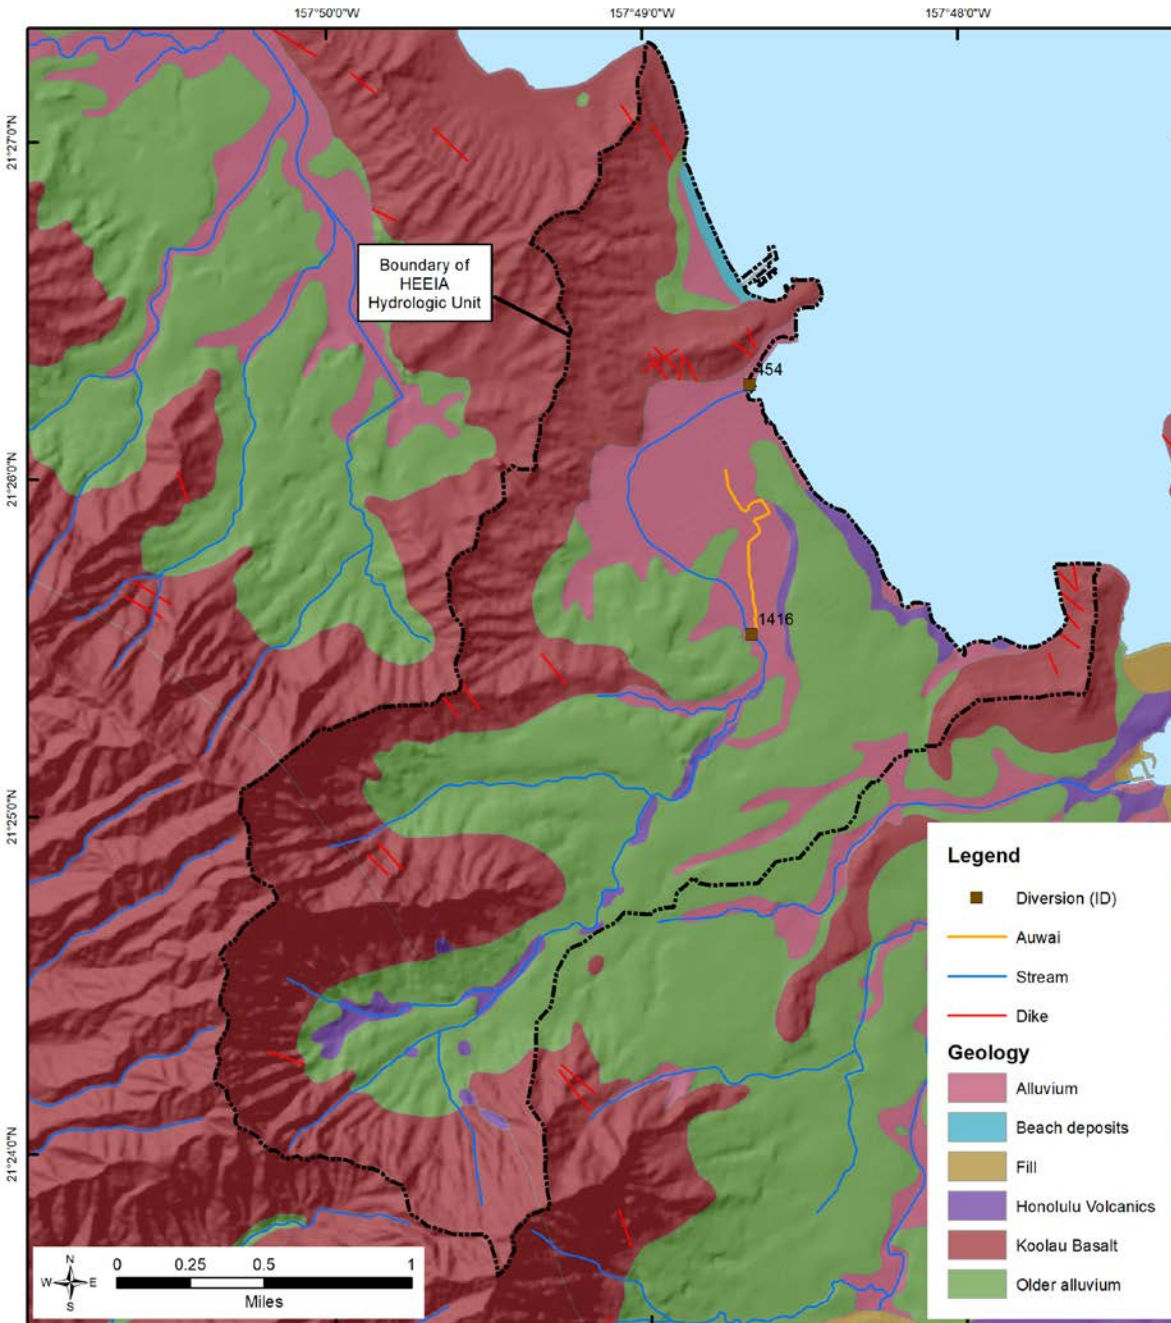 157°50'0"W
157°49'0"W
157°48'0"W
21°27'0"N
21°26'0"N
21°25'0"N
21°24'0"N
Boundary of
HEEIA
Hydrologic Unit
454
1416
Legend
Diversion (ID)
Auwai
Stream
Dike
Geology
Alluvium
Beach deposits
Fill
Honolulu Volcanics
Koolau Basalt
Older alluvium
N
W
E
S
0 0.25 0.5 1
Miles